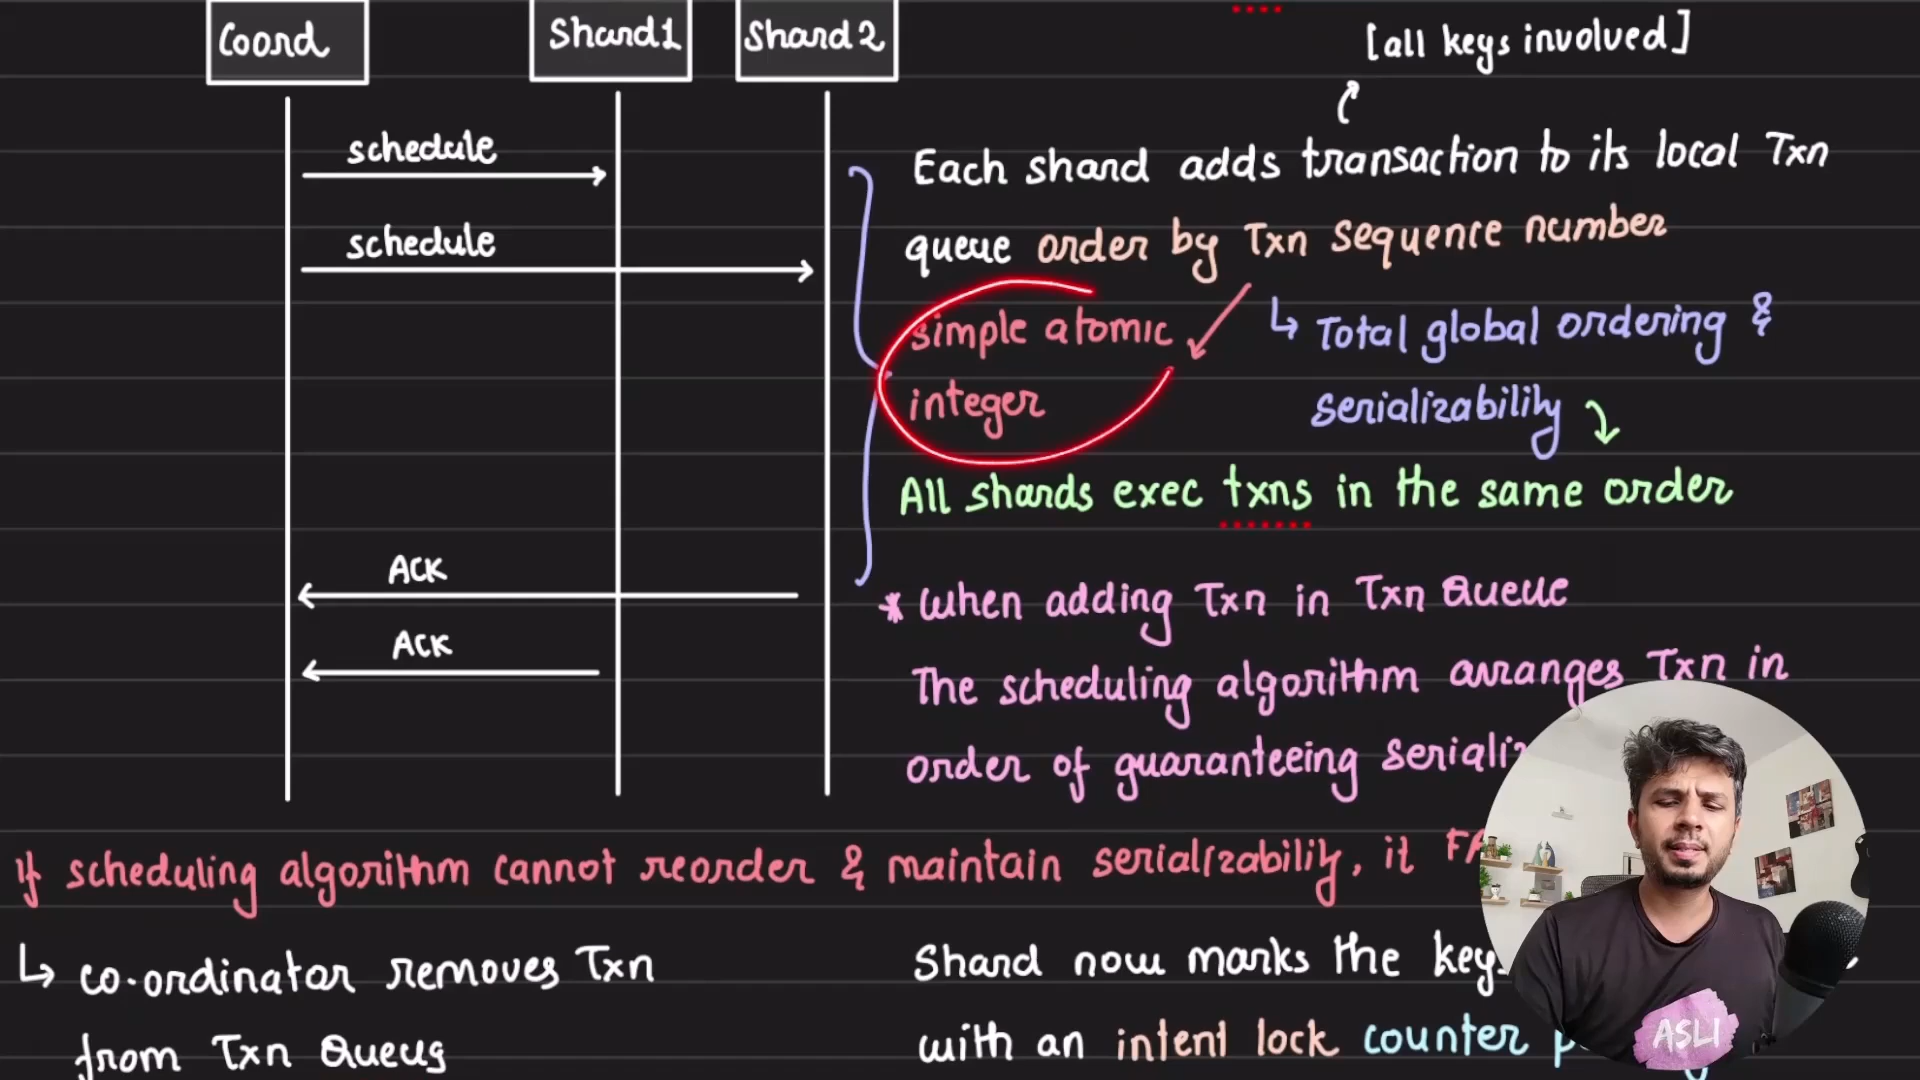 Coord
Shard1
Shard2
[all keys involved]
schedule
schedule
Each shard adds transaction to its local Txn
queue order by Txn sequence number
simple atomic
integer
↳ Total global ordering &
serializability
All shards exec txns in the same order
ACK
ACK
* When adding Txn in Txn Queue
The scheduling algorithm arranges Txn in
order of guaranteeing
If scheduling algorithm cannot reorder & maintain serializability, it
↳ co-ordinator removes Txn
from Txn Queue
Shard now marks the
with an intent lock counter
ASLI